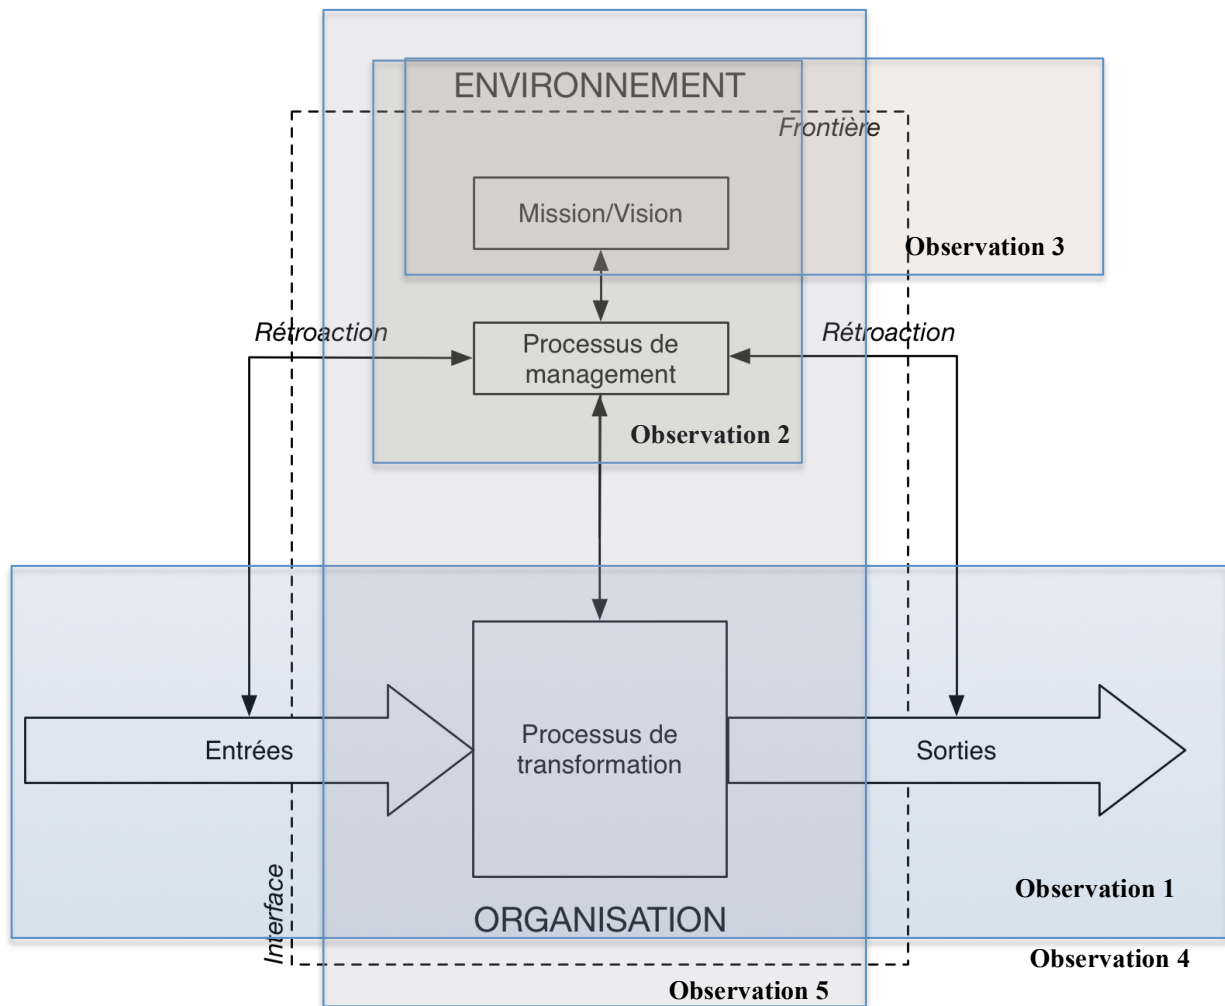 ENVIRONNEMENT
Frontière
Mission/Vision
Observation 3
Rétroaction
Rétroaction
Processus de
management
Observation 2
Entrées
Processus de
transformation
Sorties
Interface
Observation 1
ORGANISATION
Observation 4
Observation 5